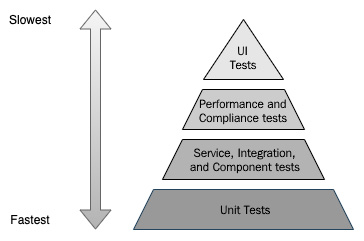 Slowest
UI
Tests
Performance and
Compliance tests
Service, Integration,
and Component tests
Unit Tests
Fastest